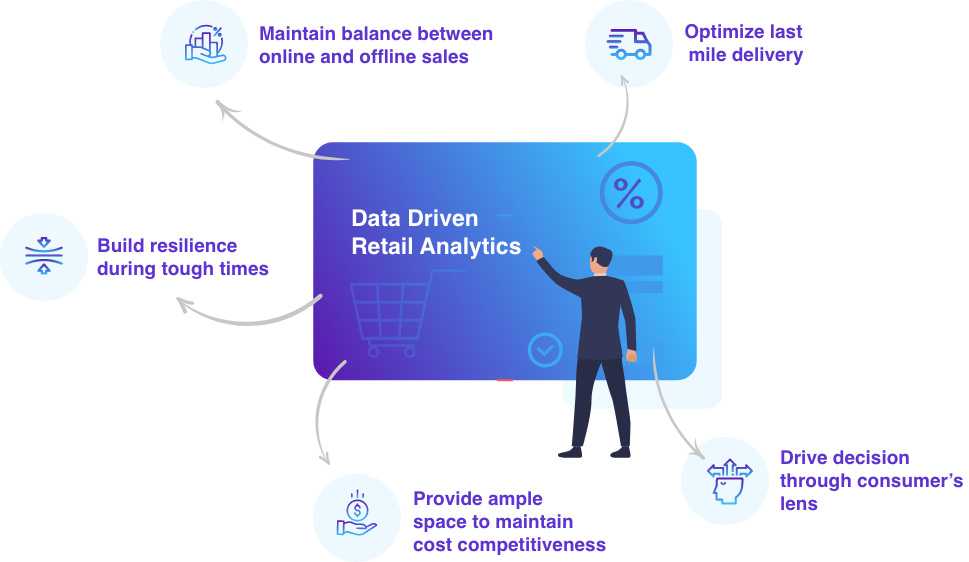 Maintain balance between
online and offline sales
Optimize last
mile delivery
%
%
Data Driven
Retail Analytics
Build resilience
during tough times
Provide ample
space to maintain
cost competitiveness
$
Drive decision
through consumer’s
lens